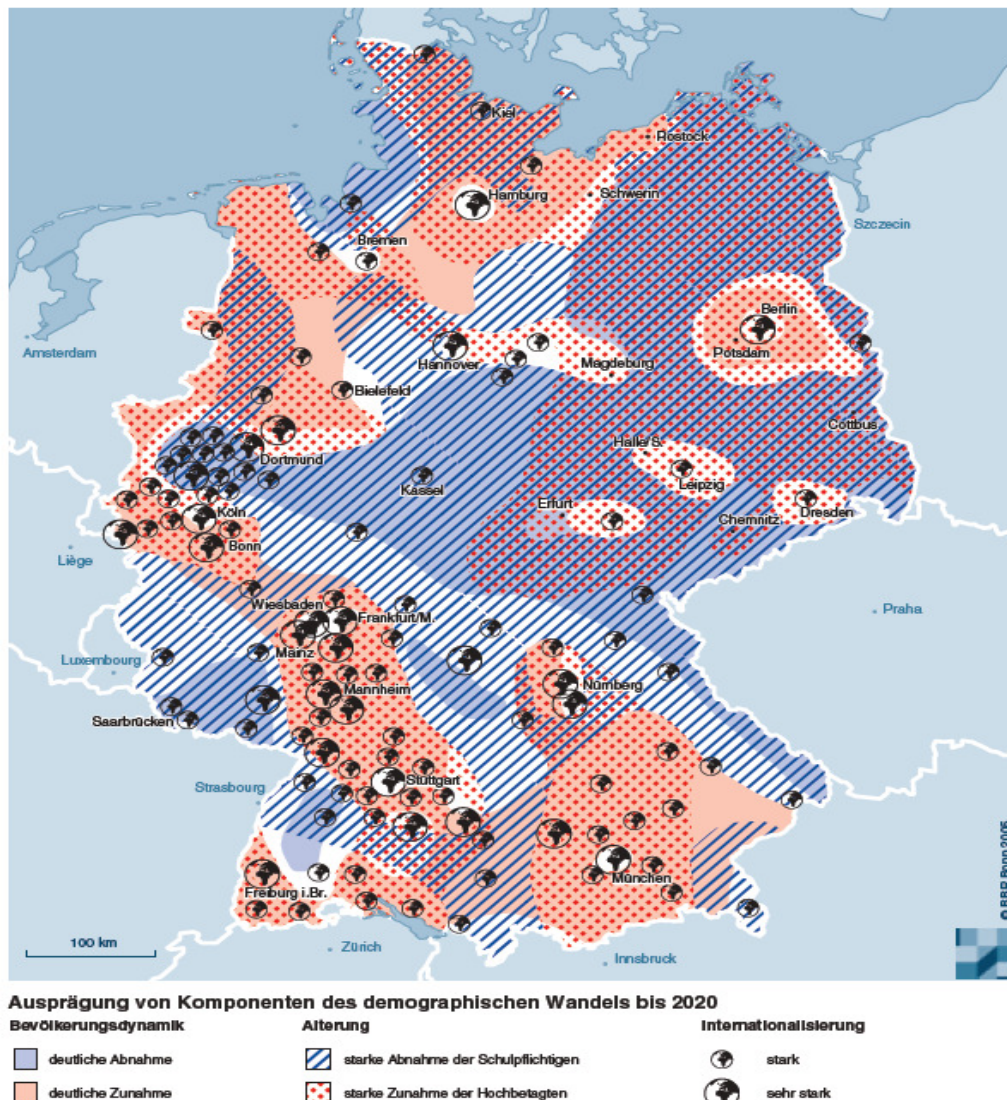 Kiel
Rostock
Hamburg
Schwerin
Szczecin
Bremen
Berlin
Amsterdam
Hannover
Magdeburg
Potsdam
Bielefeld
Cottbus
Dortmund
Halle/S.
Leipzig
Kassel
Erfurt
Köln
Chemnitz
Dresden
Bonn
Liège
Wiesbaden
Frankfurt/M.
Praha
Mainz
Luxembourg
Mannheim
Nürnberg
Saarbrücken
Stuttgart
Strasbourg
München
Freiburg i.Br.
100 km
Zürich
Innsbruck
© BBR Bonn 2005
Ausprägung von Komponenten des demographischen Wandels bis 2020
Bevölkerungsdynamik
Alterung
Internationalisierung
deutliche Abnahme
starke Abnahme der Schulpflichtigen
stark
deutliche Zunahme
starke Zunahme der Hochbetagten
sehr stark